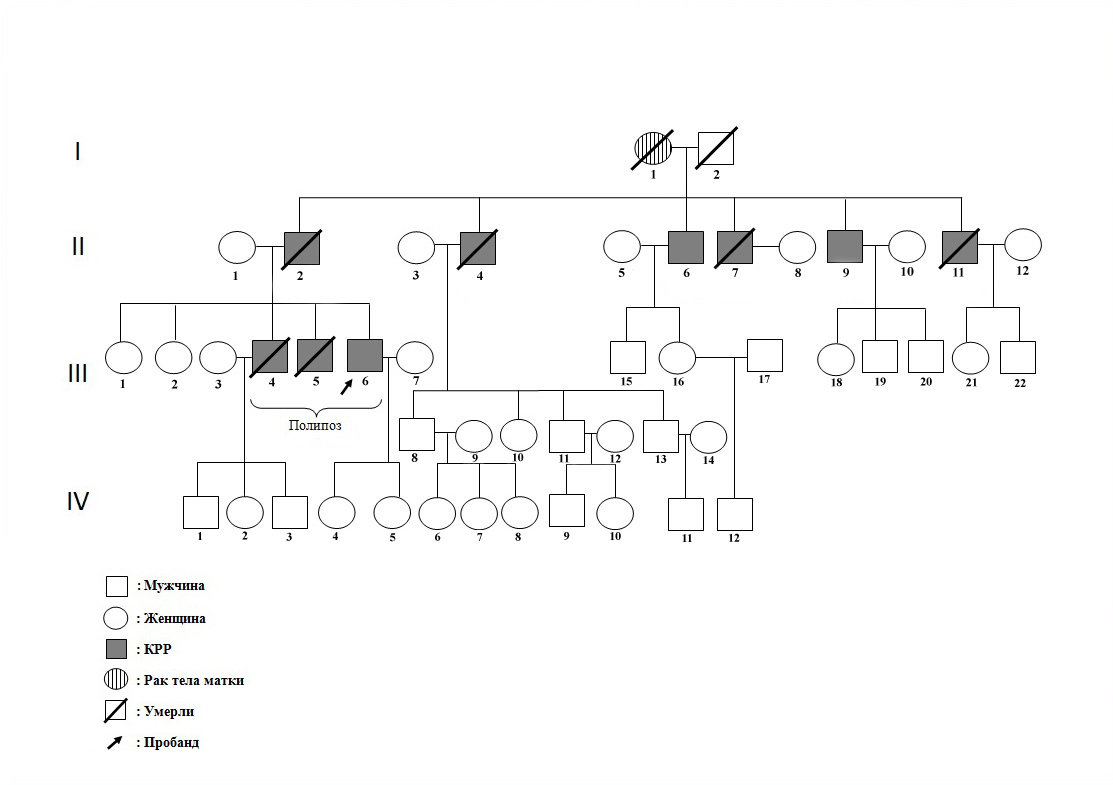 I
1 2
II
1 2 3 4 5 6 7 8 9 10 11 12
III
1 2 3 4 5 6 7 15 16 17 18 19 20 21 22
Полипоз
8 9 10 11 12 13 14
IV
1 2 3 4 5 6 7 8 9 10 11 12
: Мужчина
: Женщина
: КРР
: Рак тела матки
: Умерли
: Пробанд